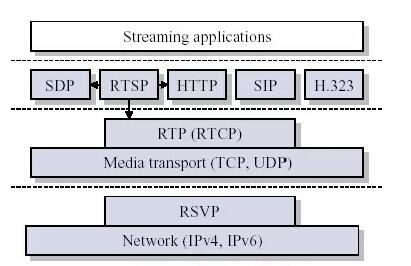 Streaming applications
SDP RTSP HTTP SIP H.323
RTP (RTCP)
Media transport (TCP, UDP)
RSVP
Network (IPv4, IPv6)